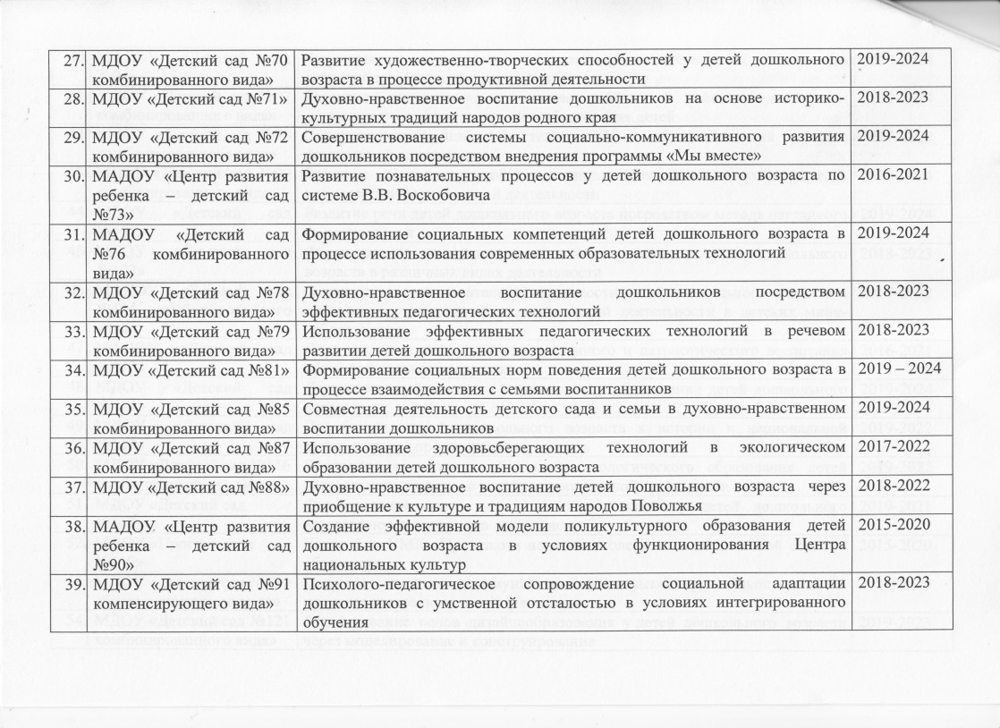 27. МДОУ «Детский сад №70 Развитие художественно-творческих способностей у детей дошкольного 2019-2024
комбинированного вида» возраста в процессе продуктивной деятельности
28. МДОУ «Детский сад №71» Духовно-нравственное воспитание дошкольников на основе историко- 2018-2023
культурных традиций народов родного края
29. МДОУ «Детский сад №72 Совершенствование системы социально-коммуникативного развития 2019-2024
комбинированного вида» дошкольников посредством внедрения программы «Мы вместе»
30. МАДОУ «Центр развития Развитие познавательных процессов у детей дошкольного возраста по 2016-2021
ребенка – детский сад системе В.В. Воскобовича
№73»
31. МАДОУ «Детский сад Формирование социальных компетенций детей дошкольного возраста в 2019-2024
№76 комбинированного процессе использования современных образовательных технологий
вида»
32. МДОУ «Детский сад №78 Духовно-нравственное воспитание дошкольников посредством 2018-2023
комбинированного вида» эффективных педагогических технологий
33. МДОУ «Детский сад №79 Использование эффективных педагогических технологий в речевом 2018-2023
комбинированного вида» развитии детей дошкольного возраста
34. МДОУ «Детский сад №81» Формирование социальных норм поведения детей дошкольного возраста в 2019 – 2024
процессе взаимодействия с семьями воспитанников
35. МДОУ «Детский сад №85 Совместная деятельность детского сада и семьи в духовно-нравственном 2019-2024
комбинированного вида» воспитании дошкольников
36. МДОУ «Детский сад №87 Использование здоровьсберегающих технологий в экологическом 2017-2022
комбинированного вида» образовании детей дошкольного возраста
37. МДОУ «Детский сад №88» Духовно-нравственное воспитание детей дошкольного возраста через 2018-2022
приобщение к культуре и традициям народов Поволжья
38. МАДОУ «Центр развития Создание эффективной модели поликультурного образования детей 2015-2020
ребенка – детский сад дошкольного возраста в условиях функционирования Центра
№90» национальных культур
39. МДОУ «Детский сад №91 Психолого-педагогическое сопровождение социальной адаптации 2018-2023
компенсирующего вида» дошкольников с умственной отсталостью в условиях интегрированного
обучения